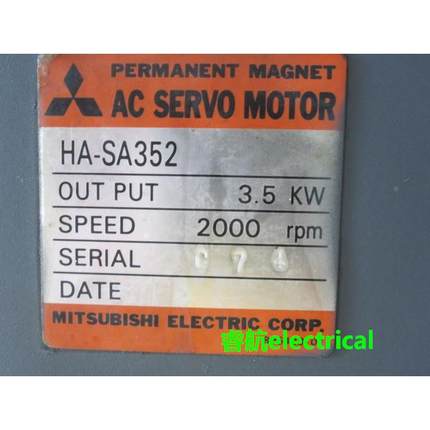 PERMANENT MAGNET
AC SERVO MOTOR
HA-SA352
OUT PUT 3.5 KW
SPEED 2000 rpm
SERIAL
DATE
MITSUBISHI ELECTRIC CORP.
睿航electrical